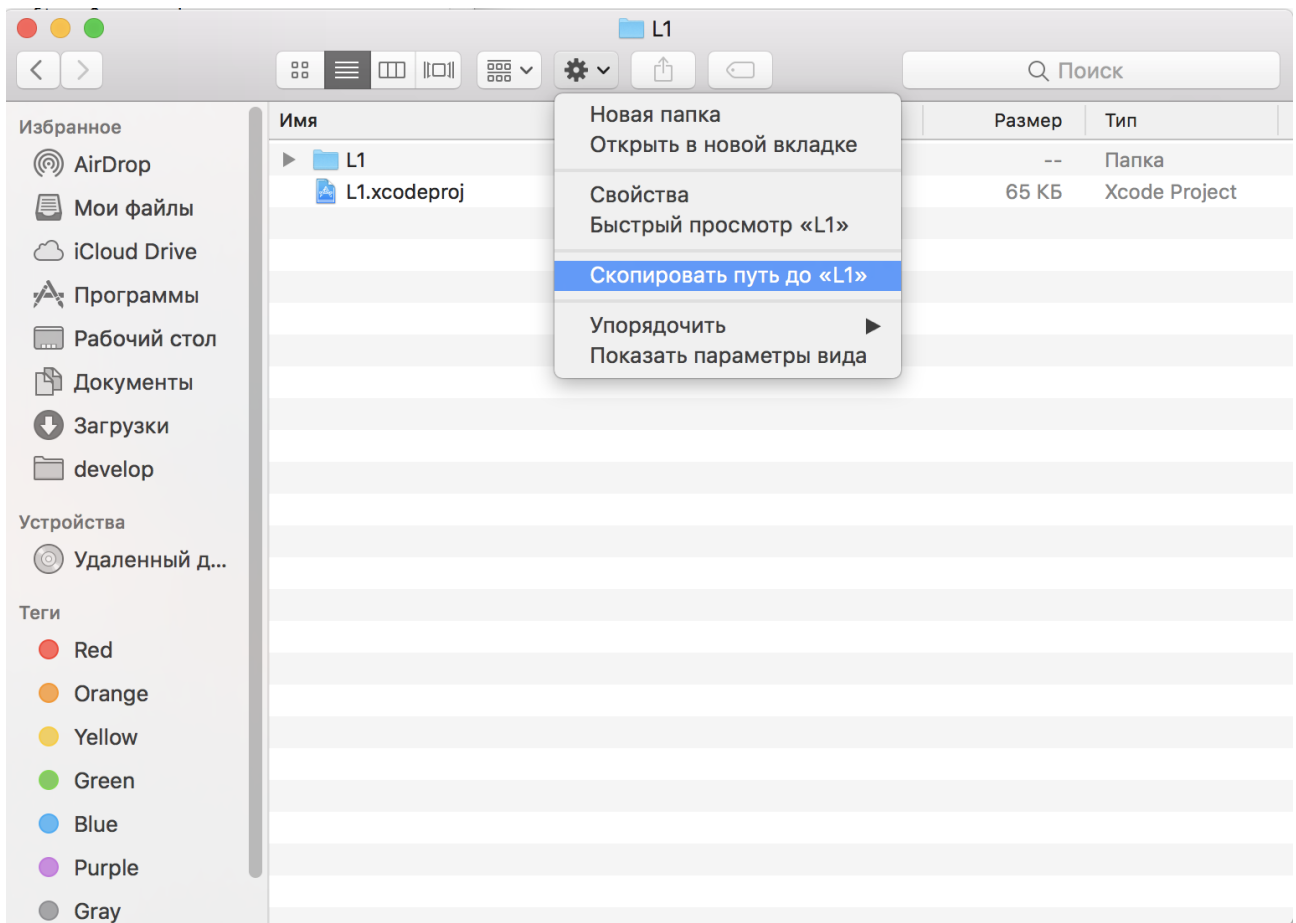 L1
Поиск
Избранное
AirDrop
Мои файлы
iCloud Drive
Программы
Рабочий стол
Документы
Загрузки
develop
Устройства
Удаленный д...
Теги
Red
Orange
Yellow
Green
Blue
Purple
Gray
Имя Размер Тип
L1 -- Папка
L1.xcodeproj 65 КБ Xcode Project
Новая папка
Открыть в новой вкладке
Свойства
Быстрый просмотр «L1»
Скопировать путь до «L1»
Упорядочить
Показать параметры вида